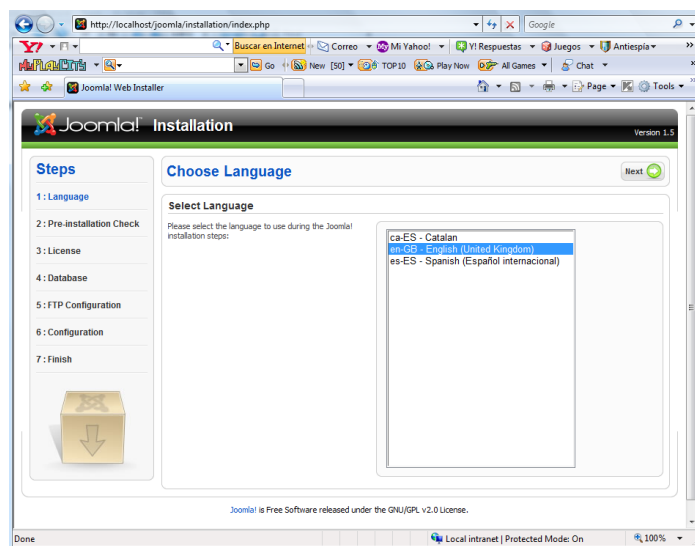 http://localhost/joomla/installation/index.php Google
Buscar en Internet Correo Mi Yahoo! Y! Respuestas Juegos Antiespía
MyPlayCity Go New [50] TOP10 Play Now All Games Chat
Joomla! Web Installer Page Tools
Joomla! Installation
Version 1.5
Steps
Choose Language
Next
1 : Language
2 : Pre-installation Check
3 : License
4 : Database
5 : FTP Configuration
6 : Configuration
7 : Finish
Select Language
Please select the language to use during the Joomla!
installation steps:
ca-ES - Catalan
en-GB - English (United Kingdom)
es-ES - Spanish (Español internacional)
Joomla! is Free Software released under the GNU/GPL v2.0 License.
Done Local intranet | Protected Mode: On 100%